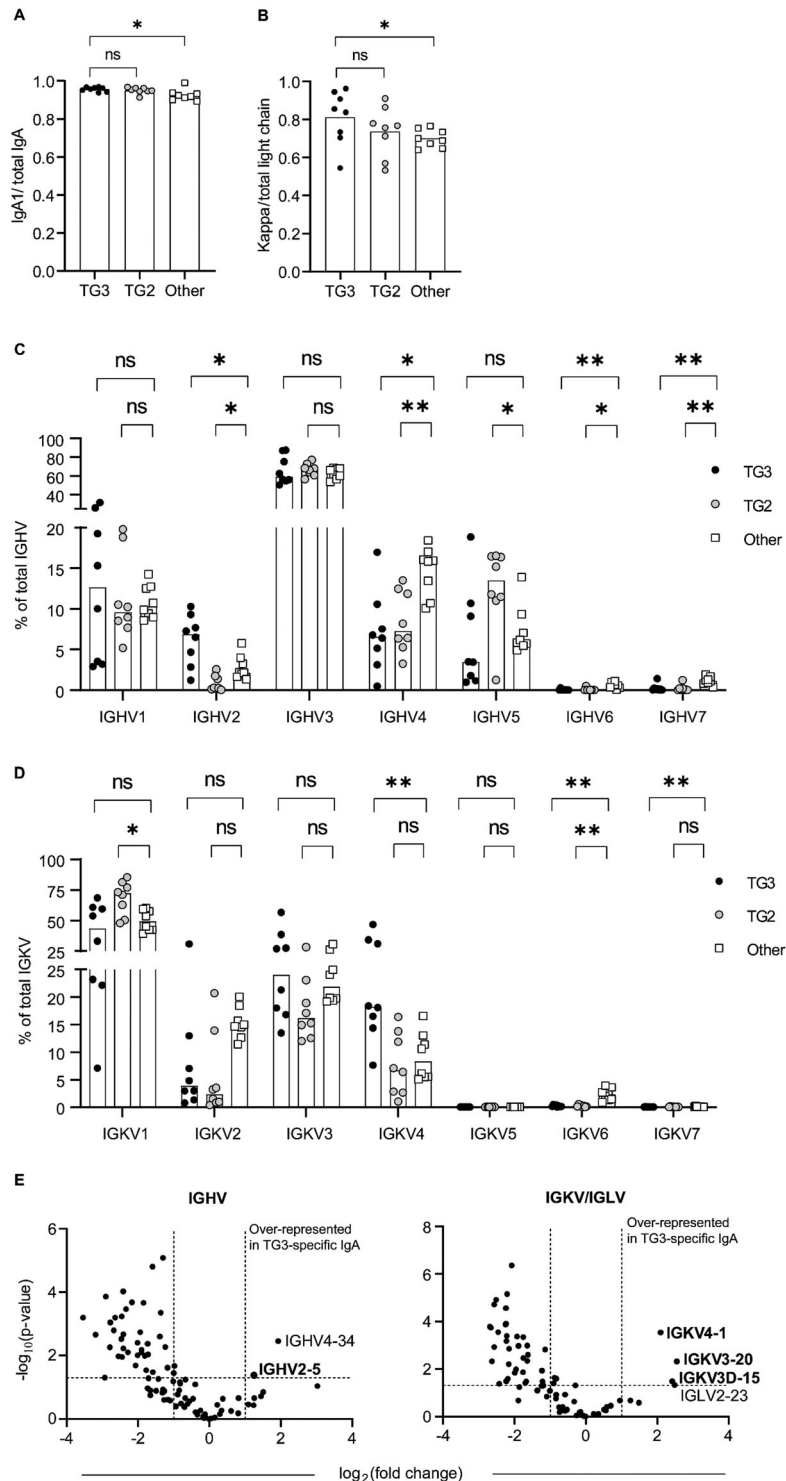 A
*
ns
IgA1/ total IgA
1.0
0.8
0.6
0.4
0.2
0.0
TG3 TG2 Other
B
*
ns
Kappa/total light chain
1.0
0.8
0.6
0.4
0.2
0.0
TG3 TG2 Other
C
ns * ns * ns ** **
ns * ns ** * * **
% of total IGHV
100
80
60
40
20
15
10
5
0
IGHV1 IGHV2 IGHV3 IGHV4 IGHV5 IGHV6 IGHV7
TG3
TG2
Other
D
ns ns ns ** ns ** **
* ns ns ns ns ** ns
% of total IGKV
100
75
50
25
25
20
15
10
5
0
IGKV1 IGKV2 IGKV3 IGKV4 IGKV5 IGKV6 IGKV7
TG3
TG2
Other
E
IGHV
-log10(p-value)
6
4
2
0
-4 -2 0 2 4
Over-represented
in TG3-specific IgA
IGHV4-34
IGHV2-5
IGKV/IGLV
8
6
4
2
0
-4 -2 0 2 4
Over-represented
in TG3-specific IgA
IGKV4-1
IGKV3-20
IGKV3D-15
IGLV2-23
log2(fold change)